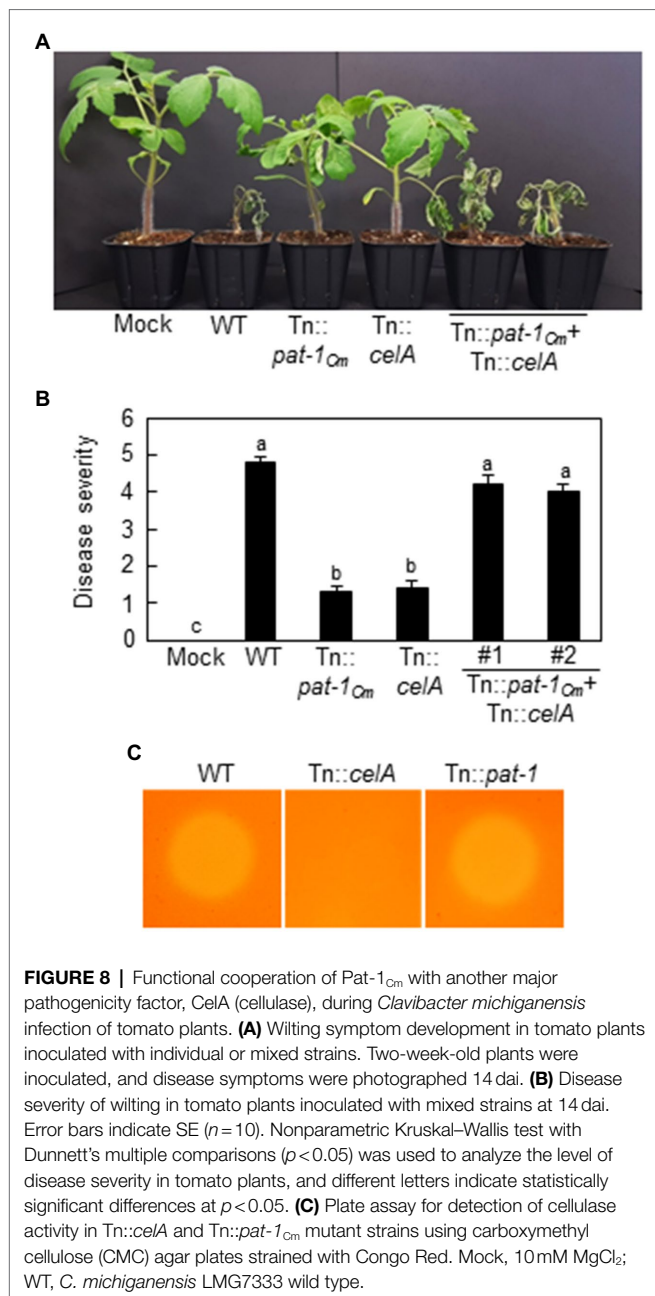 A
Mock WT Tn:: Tn:: Tn::pat-1Cm+
pat-1Cm celA Tn::celA
B
Disease severity
6
5
4
3
2
1
0
c a b b a a
Mock WT Tn:: Tn:: #1 #2
pat-1Cm celA Tn::pat-1Cm+
Tn::celA
C
WT Tn::celA Tn::pat-1
FIGURE 8 | Functional cooperation of Pat-1Cm with another major
pathogenicity factor, CelA (cellulase), during Clavibacter michiganensis
infection of tomato plants. (A) Wilting symptom development in tomato plants
inoculated with individual or mixed strains. Two-week-old plants were
inoculated, and disease symptoms were photographed 14 dai. (B) Disease
severity of wilting in tomato plants inoculated with mixed strains at 14 dai.
Error bars indicate SE (n = 10). Nonparametric Kruskal–Wallis test with
Dunnett's multiple comparisons (p < 0.05) was used to analyze the level of
disease severity in tomato plants, and different letters indicate statistically
significant differences at p < 0.05. (C) Plate assay for detection of cellulase
activity in Tn::celA and Tn::pat-1Cm mutant strains using carboxymethyl
cellulose (CMC) agar plates strained with Congo Red. Mock, 10 mM MgCl₂;
WT, C. michiganensis LMG7333 wild type.